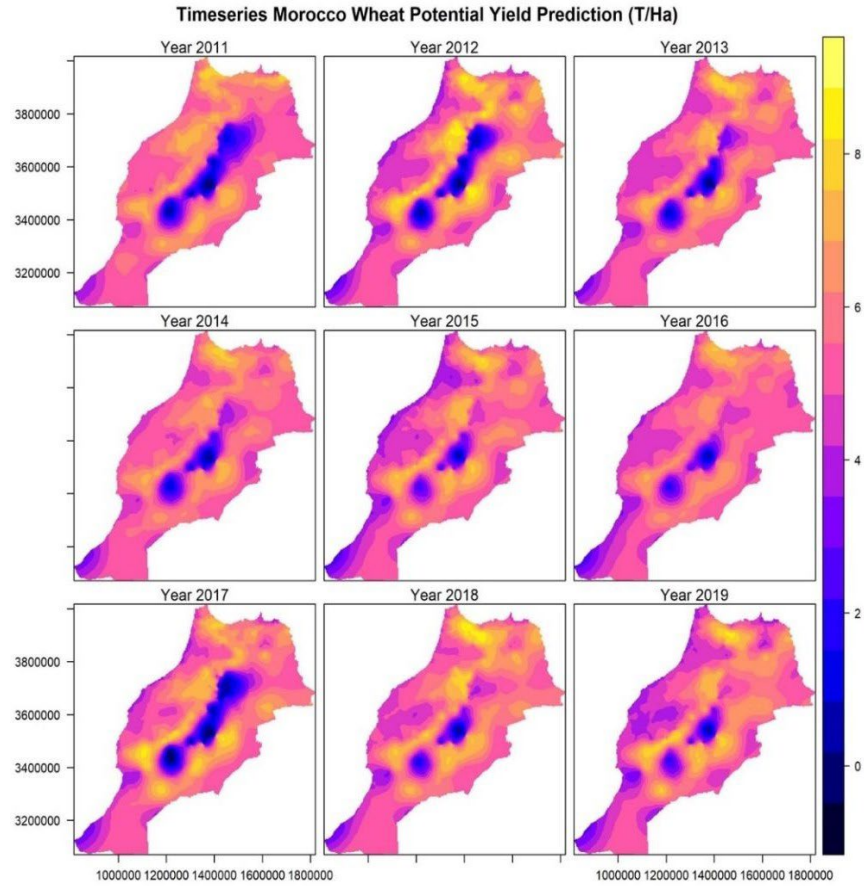 Timeseries Morocco Wheat Potential Yield Prediction (T/Ha)
Year 2011 Year 2012 Year 2013
3800000
3600000
3400000
3200000
8
6
Year 2014 Year 2015 Year 2016
4
2
Year 2017 Year 2018 Year 2019
3800000
3600000
3400000
3200000
0
1000000 1200000 1400000 1600000 1800000
1000000 1200000 1400000 1600000 1800000